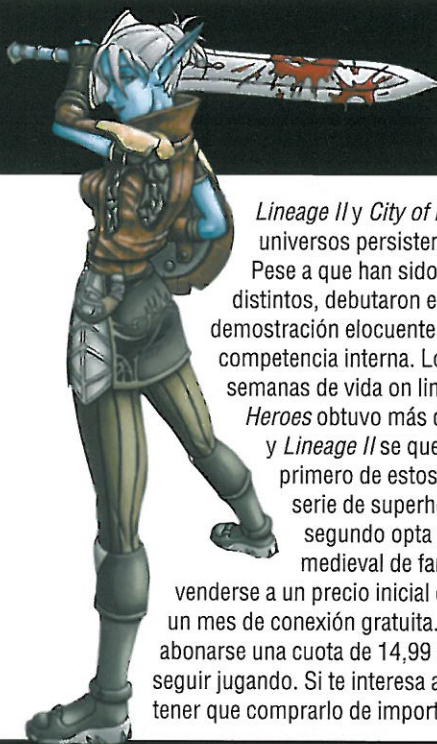 Lineage II y City of
universos persister
Pese a que han sido
distintos, debutaron e
demostración elocuente
competencia interna. Lo
semanas de vida on lin
Heroes obtuvo más
y Lineage II se que
primero de estos
serie de superh
segundo opta
medieval de far
venderse a un precio inicial
un mes de conexión gratuita.
abonarse una cuota de 14,99
seguir jugando. Si te interesa a
tener que comprarlo de import